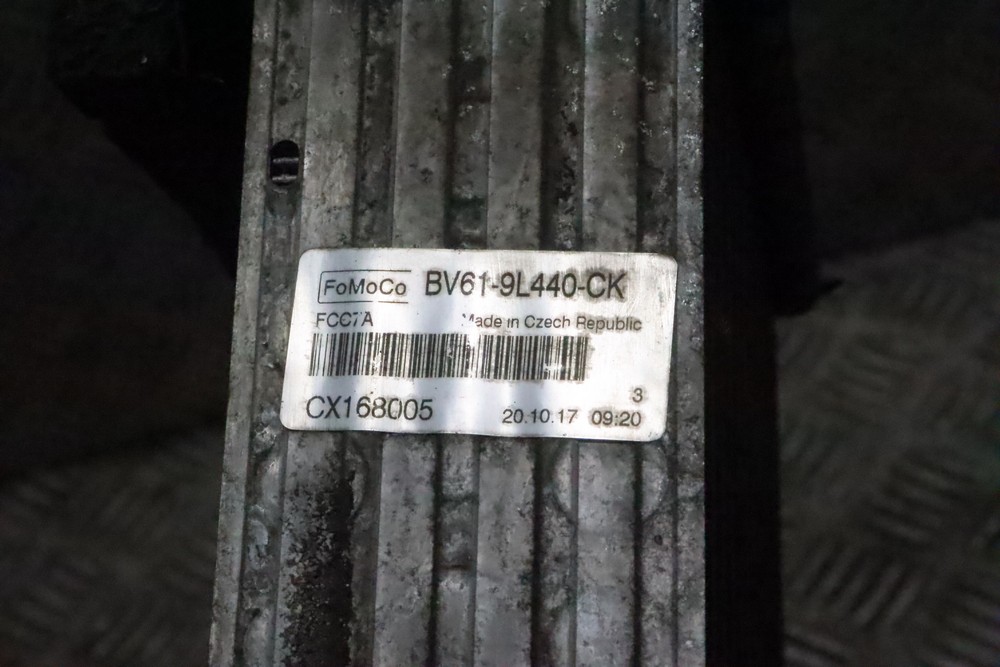 FoMoCo BV61-9L440-CK
FCC7A Made in Czech Republic
3
CX168005 20.10.17 09:20